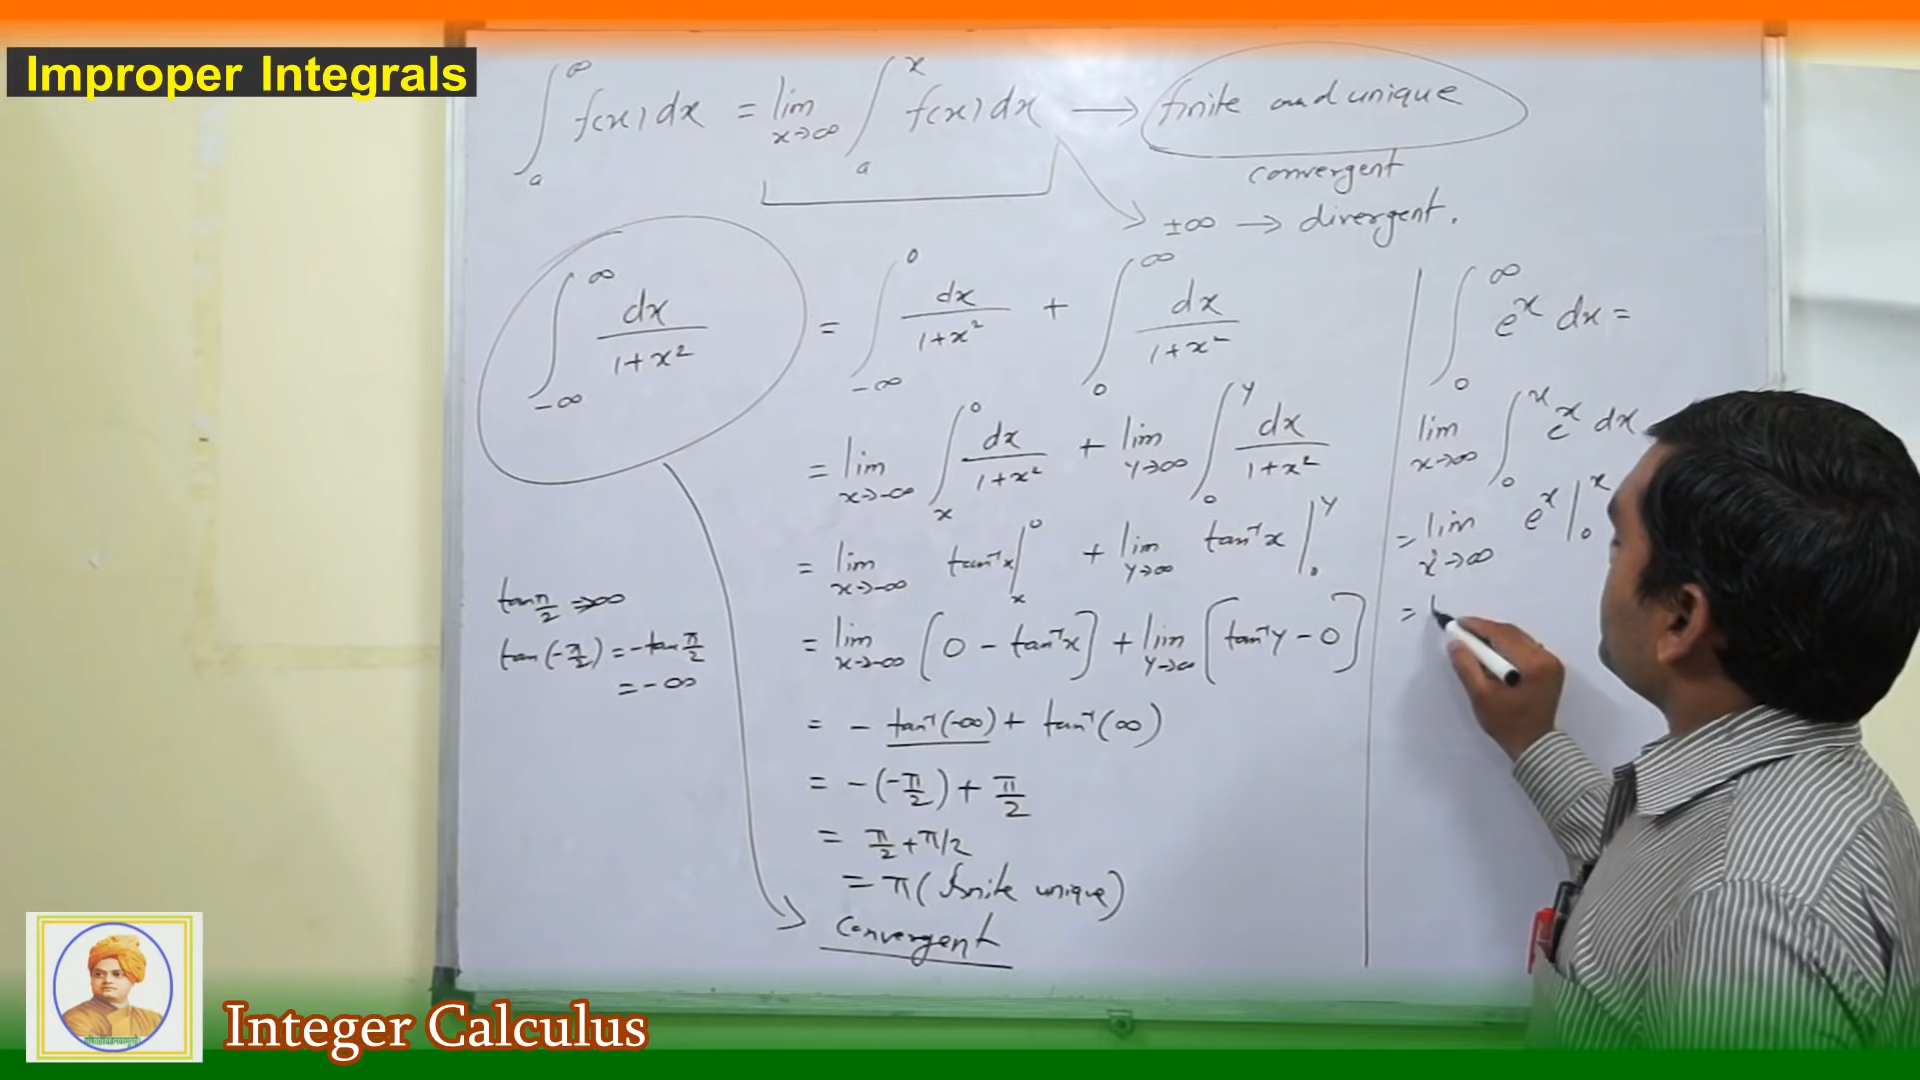 Improper Integrals
∫_a^∞ f(x) dx = lim_{x→∞} ∫_a^x f(x) dx → finite and unique
convergent
±∞ → divergent.
∫_{-∞}^∞ dx/(1+x²) = ∫_{-∞}^0 dx/(1+x²) + ∫_0^∞ dx/(1+x²)
= lim_{x→-∞} ∫_x^0 dx/(1+x²) + lim_{y→∞} ∫_0^y dx/(1+x²)
= lim_{x→-∞} tan⁻¹x |_x^0 + lim_{y→∞} tan⁻¹x |_0^y
= lim_{x→-∞} [0 - tan⁻¹x] + lim_{y→∞} [tan⁻¹y - 0]
= - tan⁻¹(-∞) + tan⁻¹(∞)
= -(-π/2) + π/2
= π/2 + π/2
= π (finite unique)
convergent
tan π/2 → ∞
tan(-π/2) = -tan π/2
= -∞
∫_0^∞ e^x dx =
lim_{x→∞} ∫_0^x e^x dx
= lim_{x→∞} e^x |_0^x
=
Integer Calculus